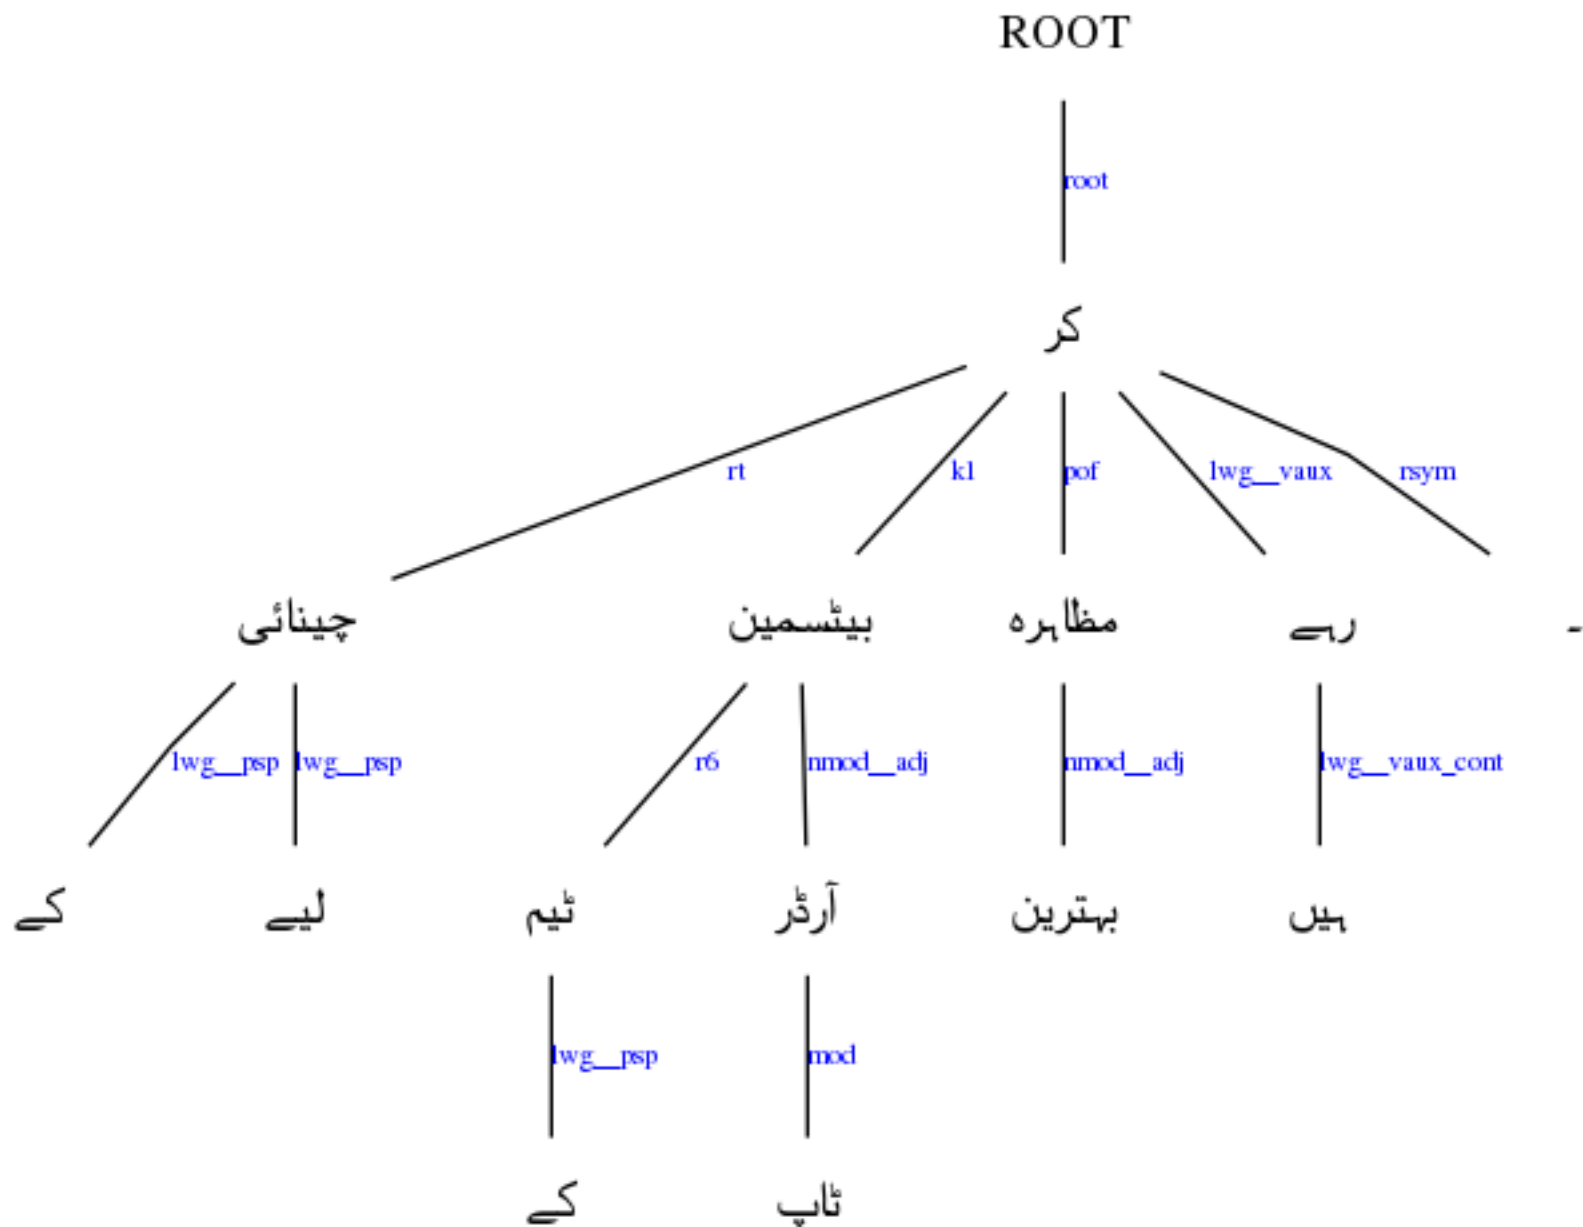 ROOT
root
کر
rt k1 pof lwg__vaux rsym
چینائی بیٹسمین مظاہرہ رہے ۔
lwg__psp lwg__psp r6 nmod__adj nmod__adj lwg__vaux_cont
کے لیے ٹیم آرڈر بہترین ہیں
lwg__psp mod
کے ٹاپ